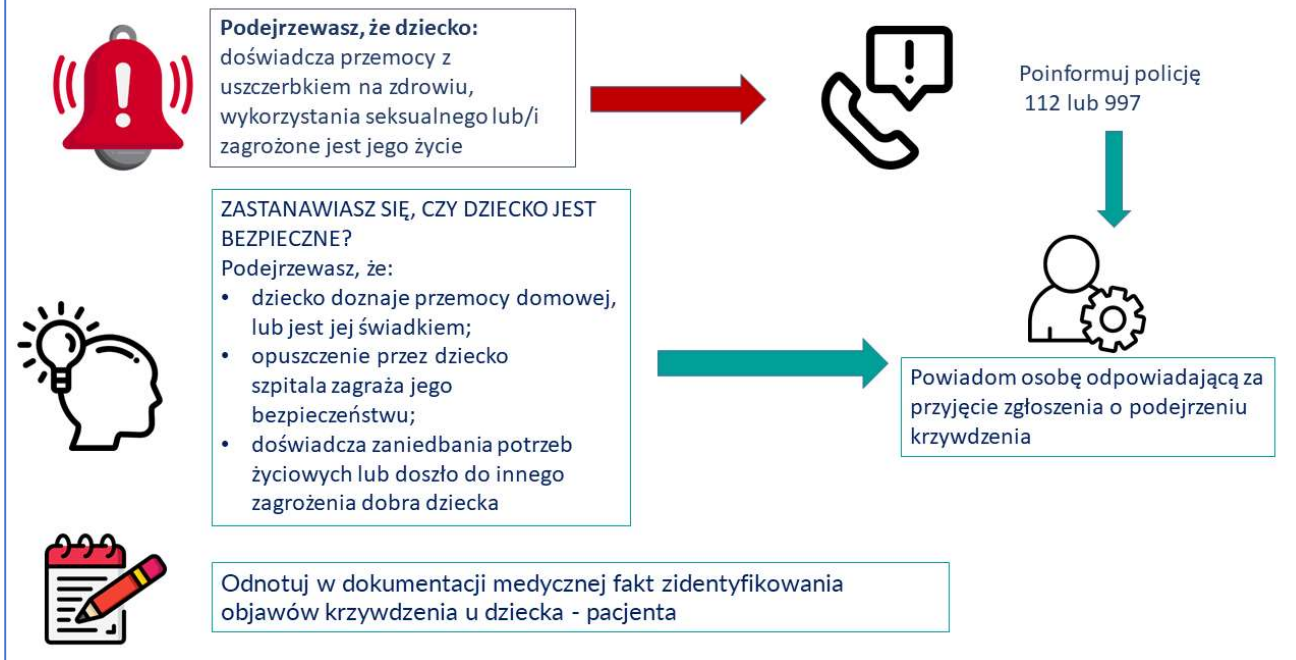 Podejrzewasz, że dziecko:
doświadcza przemocy z
uszczerbkiem na zdrowiu,
wykorzystania seksualnego lub/i
zagrożone jest jego życie
Poinformuj policję
112 lub 997
ZASTANAWIASZ SIĘ, CZY DZIECKO JEST
BEZPIECZNE?
Podejrzewasz, że:
• dziecko doznaje przemocy domowej,
lub jest jej świadkiem;
• opuszczenie przez dziecko
szpitala zagraża jego
bezpieczeństwu;
• doświadcza zaniedbania potrzeb
życiowych lub doszło do innego
zagrożenia dobra dziecka
Powiadom osobę odpowiadającą za
przyjęcie zgłoszenia o podejrzeniu
krzywdzenia
Odnotuj w dokumentacji medycznej fakt zidentyfikowania
objawów krzywdzenia u dziecka - pacjenta